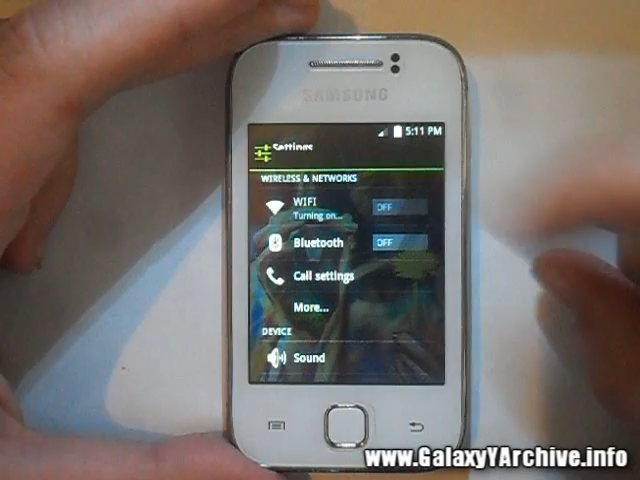 SAMSUNG
5:11 PM
Settings
WIRELESS & NETWORKS
WIFI
Turning on...
OFF
Bluetooth
OFF
Call settings
More...
DEVICE
Sound
www.GalaxyYArchive.info